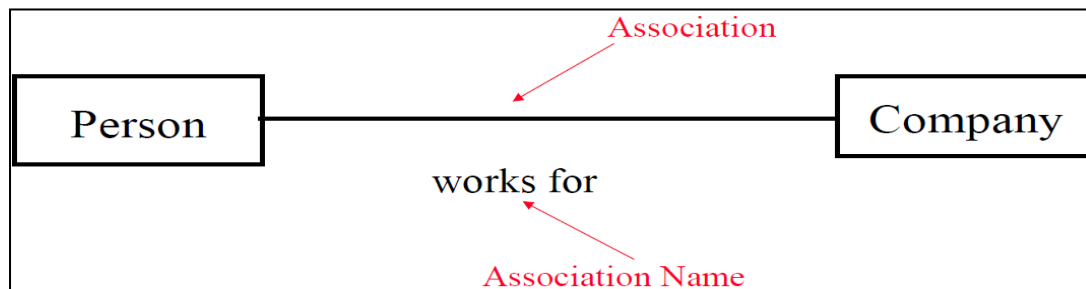 Association
Person
Company
works for
Association Name